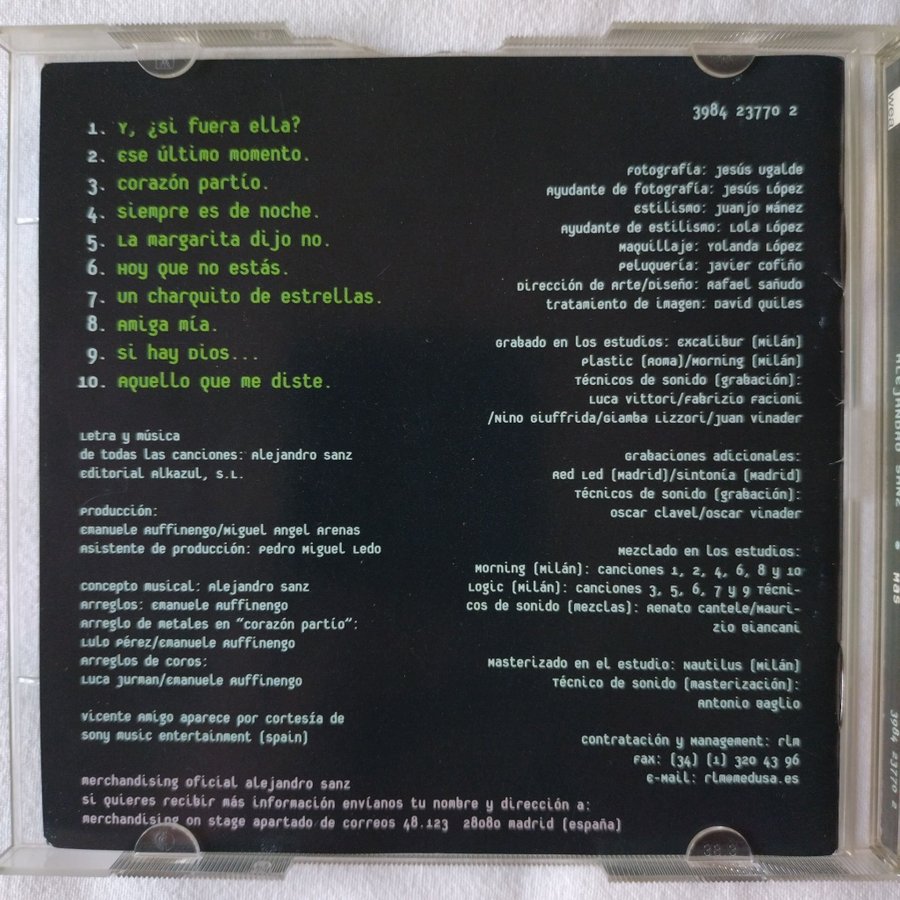 1. Y, ¿si fuera ella?
2. Ese último momento.
3. Corazón partío.
4. Siempre es de noche.
5. La margarita dijo no.
6. Hoy que no estás.
7. Un charquito de estrellas.
8. Amiga mía.
9. Si hay Dios...
10. Aquello que me diste.
Letra y música
de todas las canciones: Alejandro Sanz
Editorial Alkazul, S.L.
Producción:
Emanuele Ruffinengo/Miguel Angel Arenas
Asistente de producción: Pedro Miguel Ledo
Concepto musical: Alejandro Sanz
Arreglos: Emanuele Ruffinengo
Arreglo de metales en "corazón partío":
Lulo Pérez/Emanuele Ruffinengo
Arreglos de coros:
Luca Jurman/Emanuele Ruffinengo
Vicente Amigo aparece por cortesía de
Sony Music Entertainment (Spain)
merchandising oficial alejandro sanz
si quieres recibir más información envíanos tu nombre y dirección a:
merchandising on stage apartado de correos 48.123 28080 madrid (españa)
3984 23770 2
Fotografía: Jesús Ugalde
Ayudante de fotografía: Jesús López
Estilismo: Juanjo Mánez
Ayudante de estilismo: Lola López
Maquillaje: Yolanda López
Peluquería: Javier Cofiño
Dirección de Arte/Diseño: Rafael Sañudo
Tratamiento de imagen: David Quiles
Grabado en los estudios: Excalibur (Milán)
Plastic (Roma)/Morning (Milán)
Técnicos de sonido (grabación):
Luca Vittori/Fabrizio Facioni
/Nino Giuffrida/Giamba Lizzori/Juan Vinader
Grabaciones adicionales:
Red Led (Madrid)/Sintonía (Madrid)
Técnicos de sonido (grabación):
Oscar Clavel/Oscar Vinader
Mezclado en los estudios:
Morning (Milán): canciones 1, 2, 4, 6, 8 y 10
Logic (Milán): canciones 3, 5, 6, 7 y 9 Técni-
cos de sonido (mezclas): Renato Cantele/Mauri-
zio Biancani
Masterizado en el estudio: Nautilus (Milán)
Técnico de sonido (masterización):
Antonio Baglio
Contratación y Management: rlm
Fax: (34) (1) 320 43 96
E-Mail: rlm@medusa.es
ALEJANDRO SANZ • MAS
3984 23770 2